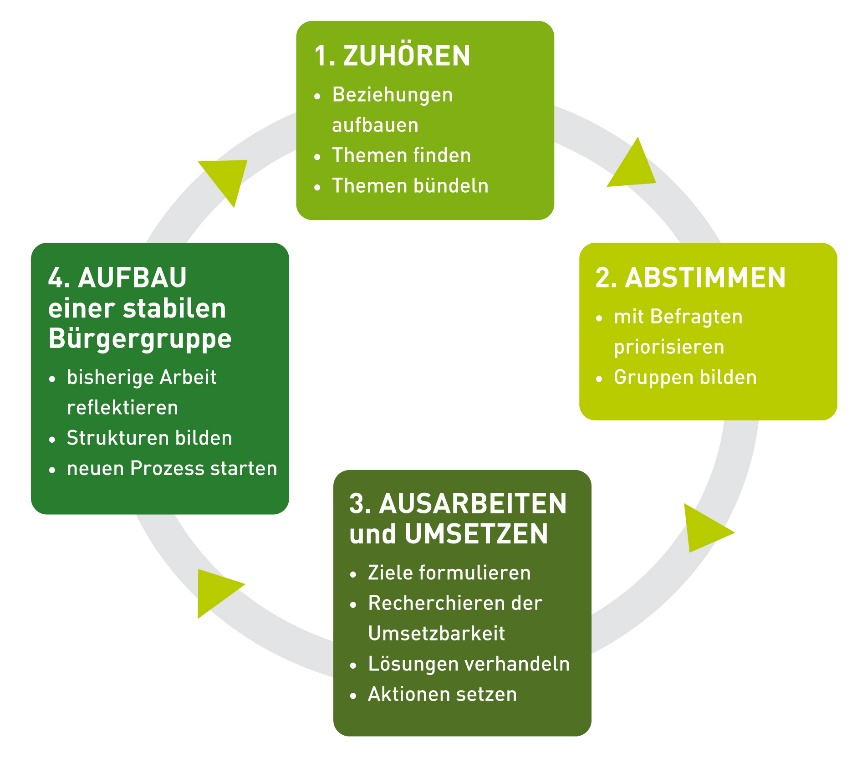 1. ZUHÖREN
• Beziehungen
aufbauen
• Themen finden
• Themen bündeln
2. ABSTIMMEN
• mit Befragten
priorisieren
• Gruppen bilden
3. AUSARBEITEN
und UMSETZEN
• Ziele formulieren
• Recherchieren der
Umsetzbarkeit
• Lösungen verhandeln
• Aktionen setzen
4. AUFBAU
einer stabilen
Bürgergruppe
• bisherige Arbeit
reflektieren
• Strukturen bilden
• neuen Prozess starten